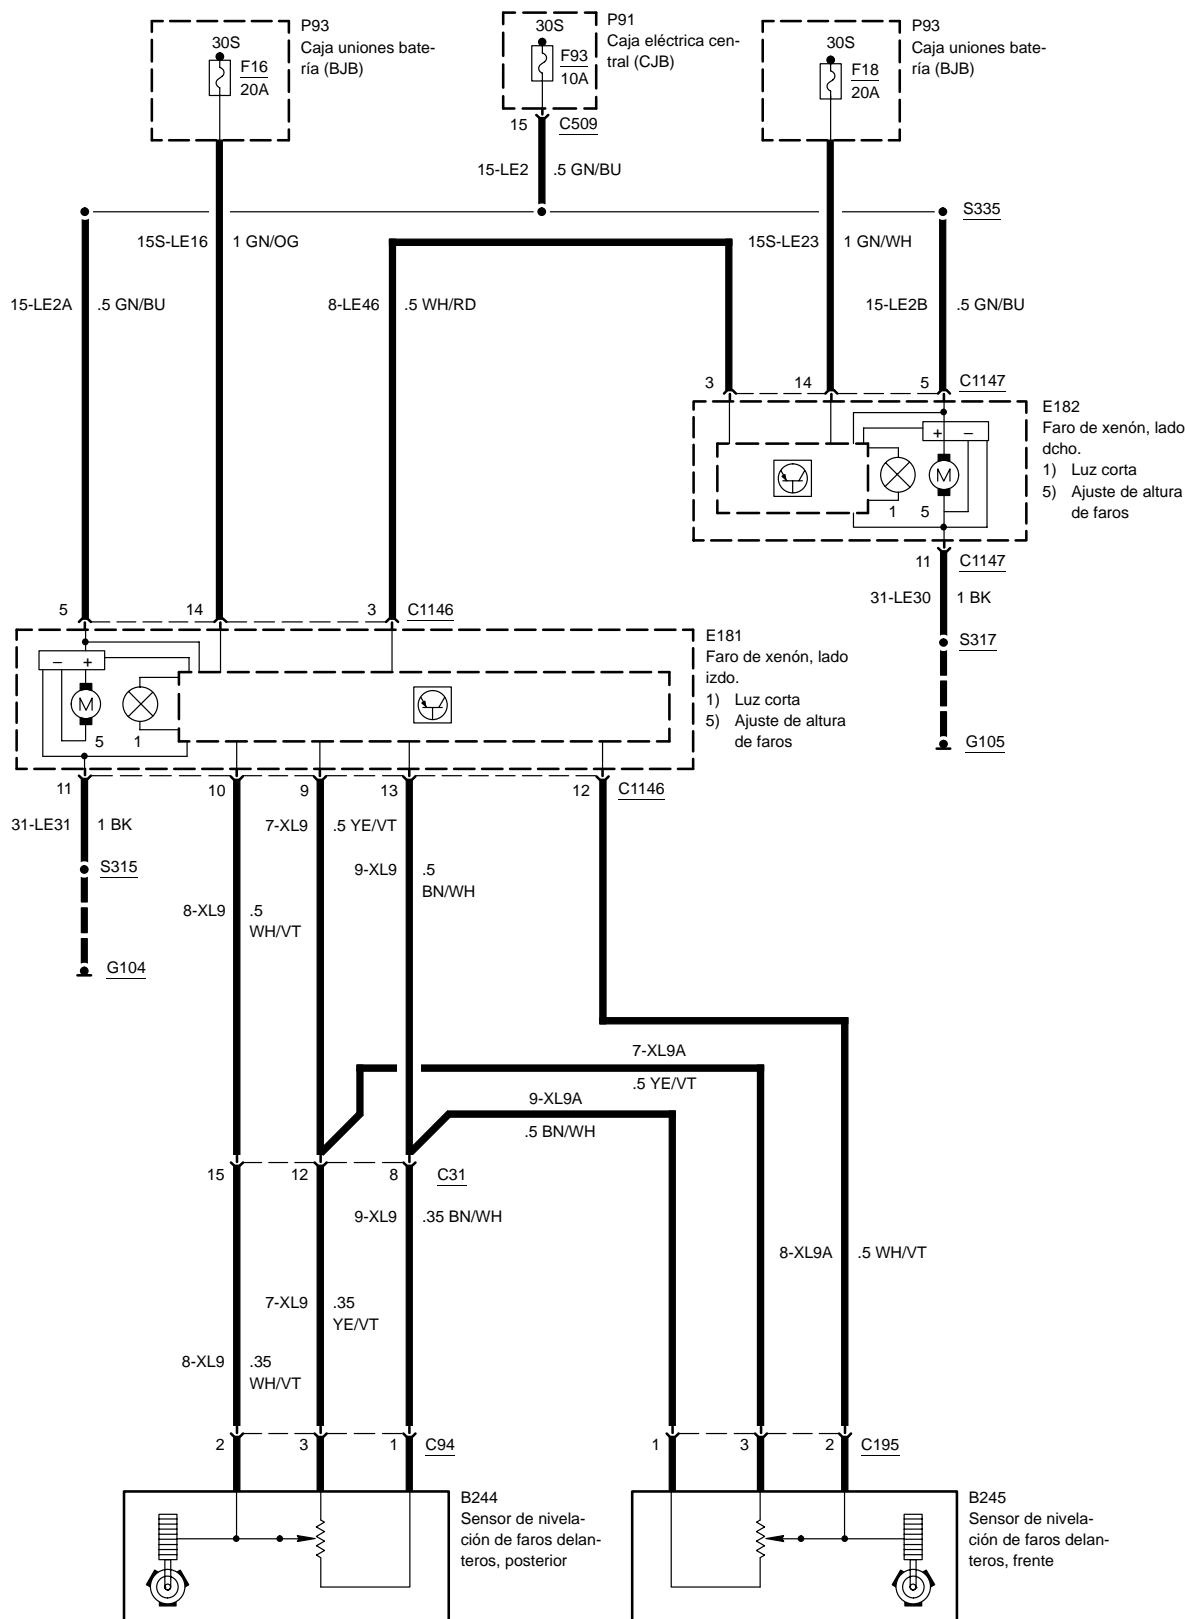 P93
Caja uniones bate-
ría (BJB)
30S
F16
20A
P91
Caja eléctrica cen-
tral (CJB)
30S
F93
10A
P93
Caja uniones bate-
ría (BJB)
30S
F18
20A
15 C509
15-LE2 .5 GN/BU
S335
15S-LE16 1 GN/OG
15S-LE23 1 GN/WH
15-LE2A .5 GN/BU
8-LE46 .5 WH/RD
15-LE2B .5 GN/BU
3 14 5 C1147
E182
Faro de xenón, lado
dcho.
1) Luz corta
5) Ajuste de altura
de faros
+ −
M
1 5
11 C1147
31-LE30 1 BK
S317
G105
5 14 3 C1146
E181
Faro de xenón, lado
izdo.
1) Luz corta
5) Ajuste de altura
de faros
− +
M
5 1
11 10 9 13 12 C1146
31-LE31 1 BK
7-XL9 .5 YE/VT
S315
9-XL9 .5
BN/WH
8-XL9 .5
WH/VT
G104
7-XL9A
.5 YE/VT
9-XL9A
.5 BN/WH
15 12 8 C31
9-XL9 .35 BN/WH
8-XL9A .5 WH/VT
7-XL9 .35
YE/VT
8-XL9 .35
WH/VT
2 3 1 C94
1 3 2 C195
B244
Sensor de nivela-
ción de faros delan-
teros, posterior
B245
Sensor de nivela-
ción de faros delan-
teros, frente